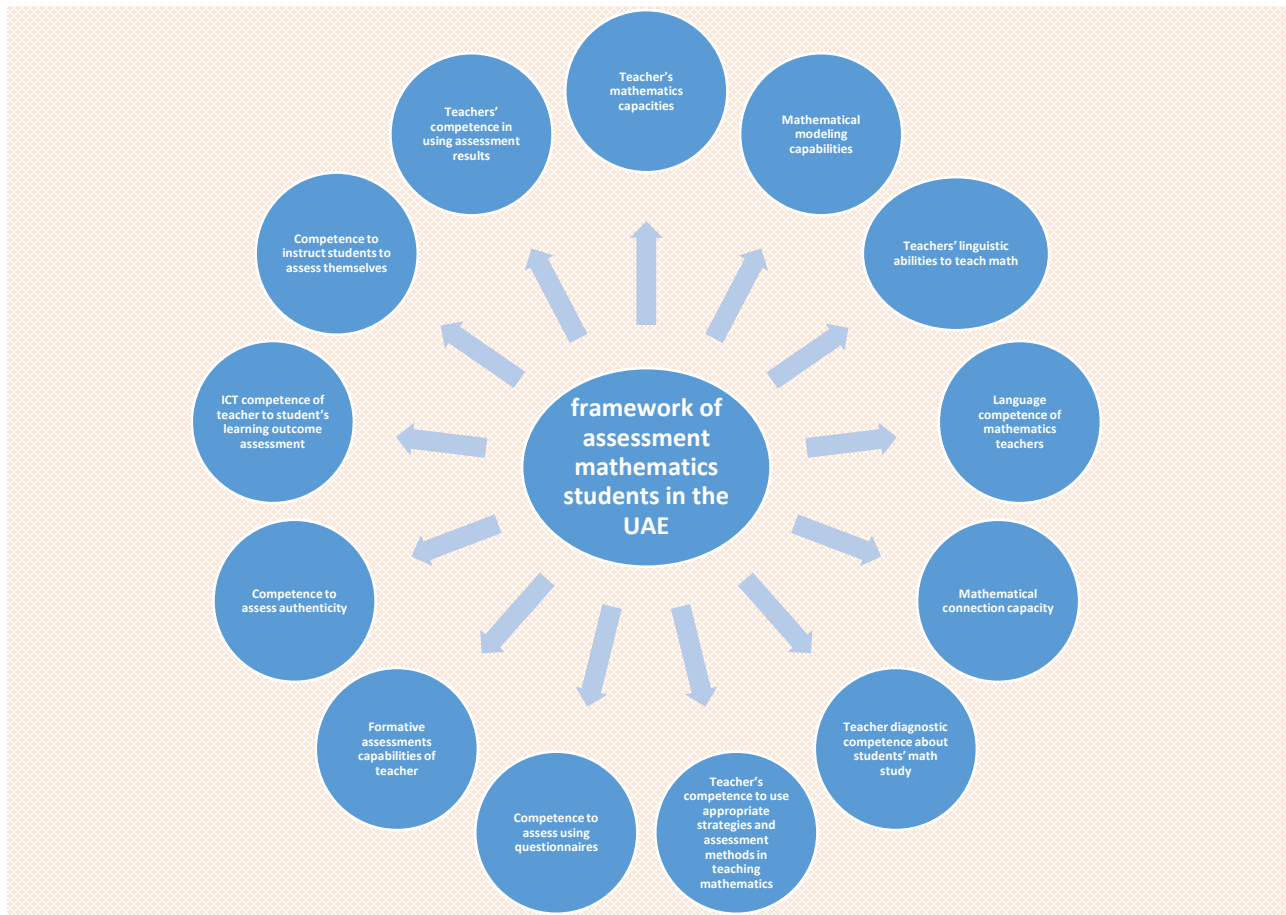 Teacher's
mathematics
capacities
Mathematical
modeling
capabilities
Teachers' linguistic
abilities to teach math
Language
competence of
mathematics
teachers
Mathematical
connection capacity
Teacher diagnostic
competence about
students' math
study
Teacher's
competence to use
appropriate
strategies and
assessment
methods in
teaching
mathematics
Competence to
assess using
questionnaires
Formative
assessments
capabilities of
teacher
Competence to
assess authenticity
ICT competence of
teacher to student's
learning outcome
assessment
Competence to
instruct students to
assess themselves
Teachers'
competence in
using assessment
results
framework of
assessment
mathematics
students in the
UAE